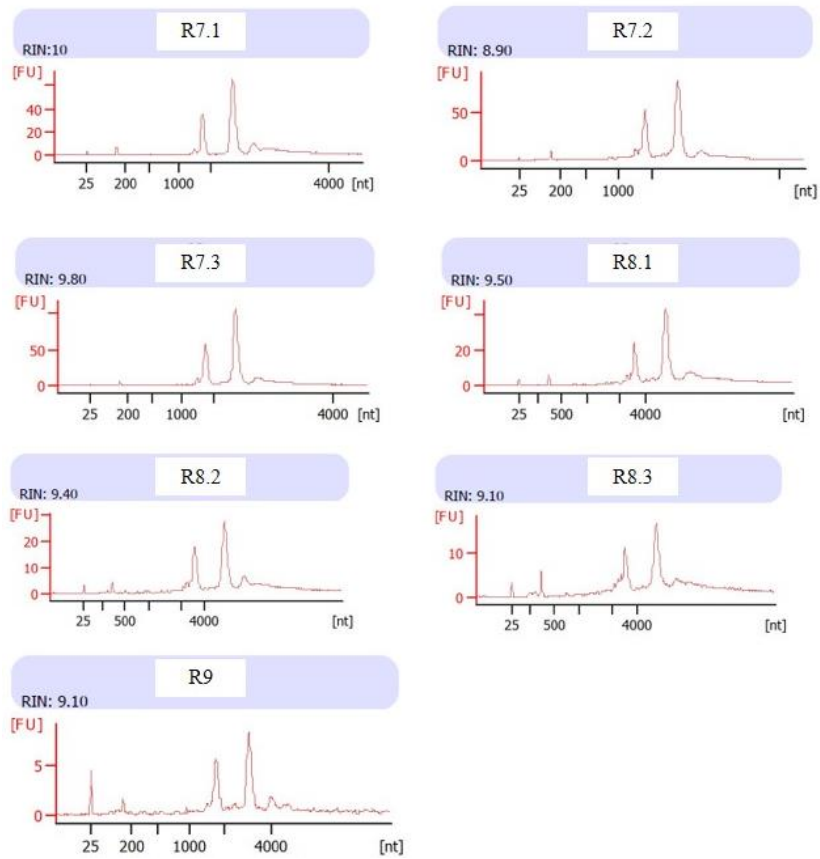 R7.1
RIN:10
[FU]
40
20
0
25 200 1000 4000 [nt]
R7.2
RIN: 8.90
[FU]
50
0
25 200 1000 [nt]
R7.3
RIN: 9.80
[FU]
50
0
25 200 1000 4000 [nt]
R8.1
RIN: 9.50
[FU]
20
0
25 500 4000 [nt]
R8.2
RIN: 9.40
[FU]
30
20
10
0
25 500 4000 [nt]
R8.3
RIN: 9.10
[FU]
10
0
25 500 4000 [nt]
R9
RIN: 9.10
[FU]
5
0
25 200 1000 4000 [nt]